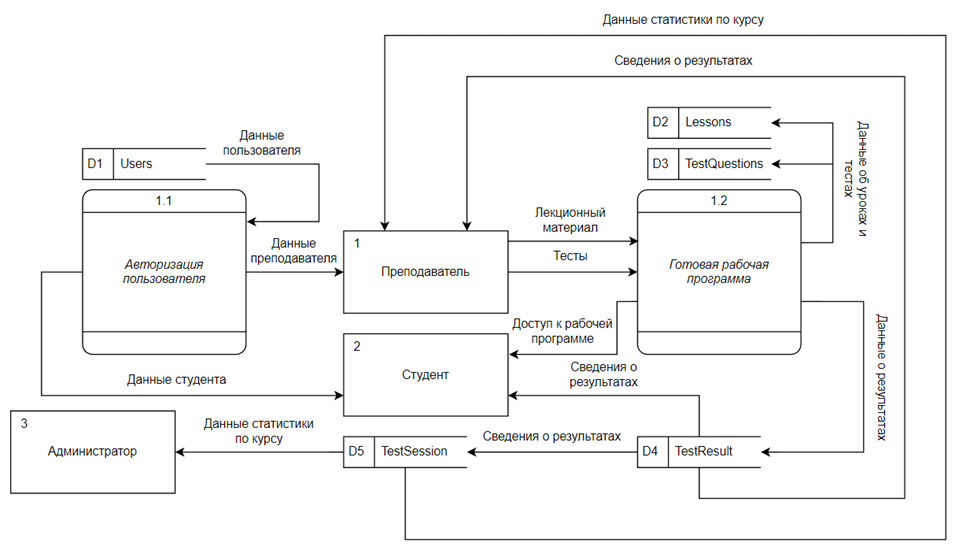 Данные статистики по курсу
Сведения о результатах
D2 Lessons
D3 TestQuestions
Данные об уроках и
тестах
Данные
пользователя
D1 Users
1.1
Авторизация
пользователя
Данные
преподавателя
1
Преподаватель
Лекционный
материал
Тесты
1.2
Готовая рабочая
программа
Доступ к рабочей
программе
2
Студент
Данные студента
Сведения о
результатах
Данные о результатах
3
Администратор
Данные статистики
по курсу
D5 TestSession
Сведения о результатах
D4 TestResult